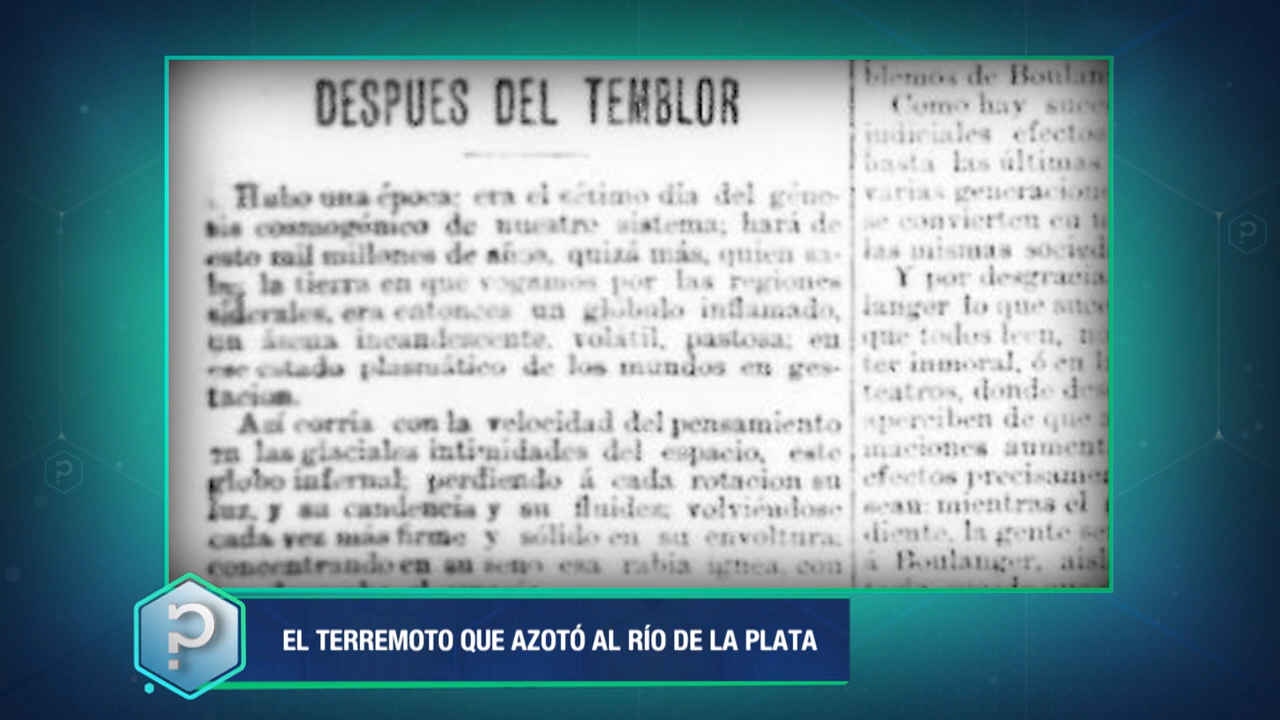 DESPUES DEL TEMBLOR
Hubo una época: era el sétimo dia del géne-
sis cosmogónico de nuestro sistema; hará de
esto mil millones de años, quizá más, quien sa-
be; la tierra en que vogamos por las regiones
siderales, era entonces un glóbulo inflamado,
un áscua incandescente, volátil, pastosa; en
ese estado plasmático de los mundos en ges-
tacion.
Así corría con la velocidad del pensamiento
en las glaciales intimidades del espacio, este
globo infernal; perdiendo á cada rotacion su
luz, y su candencia y su fluidez; volviéndose
cada vez más firme y sólido en su envoltura;
concentrando en su seno esa rabia ignea, con
blemos de Boulan
Como hay suce
judiciales efectos
hasta las últimas
varias generacione
se convierten en
las mismas socied
Y por desgracia
langer lo que suce
que todos leen, no
ter inmoral, ó en
teatros, donde des
aperciben de que
maciones aument
efectos precisamen
sean: mientras el
diente, la gente se
á Boulanger, aisl
EL TERREMOTO QUE AZOTÓ AL RÍO DE LA PLATA